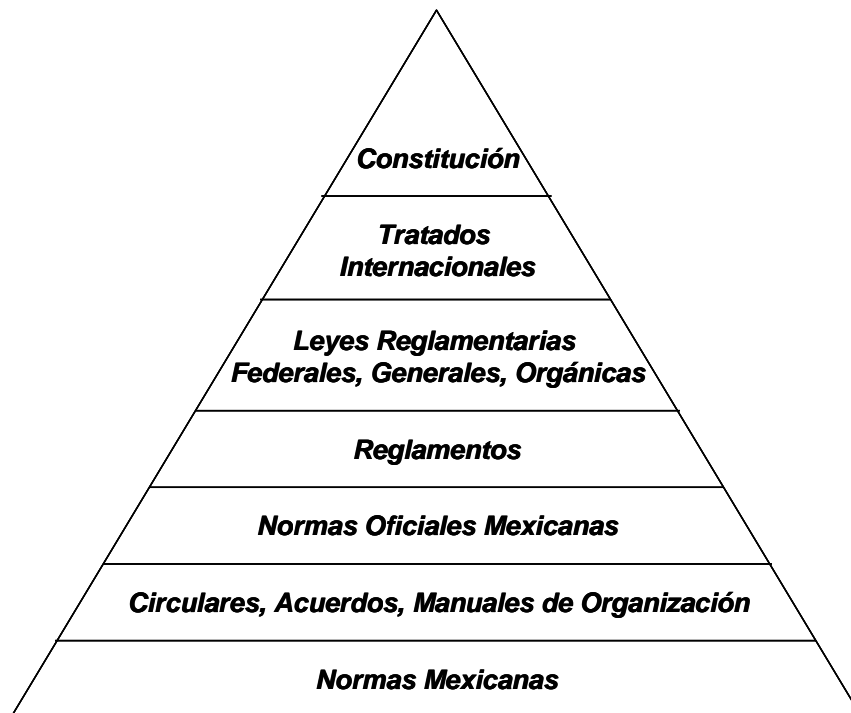 Constitución
Tratados
Internacionales
Leyes Reglamentarias
Federales, Generales, Orgánicas
Reglamentos
Normas Oficiales Mexicanas
Circulares, Acuerdos, Manuales de Organización
Normas Mexicanas